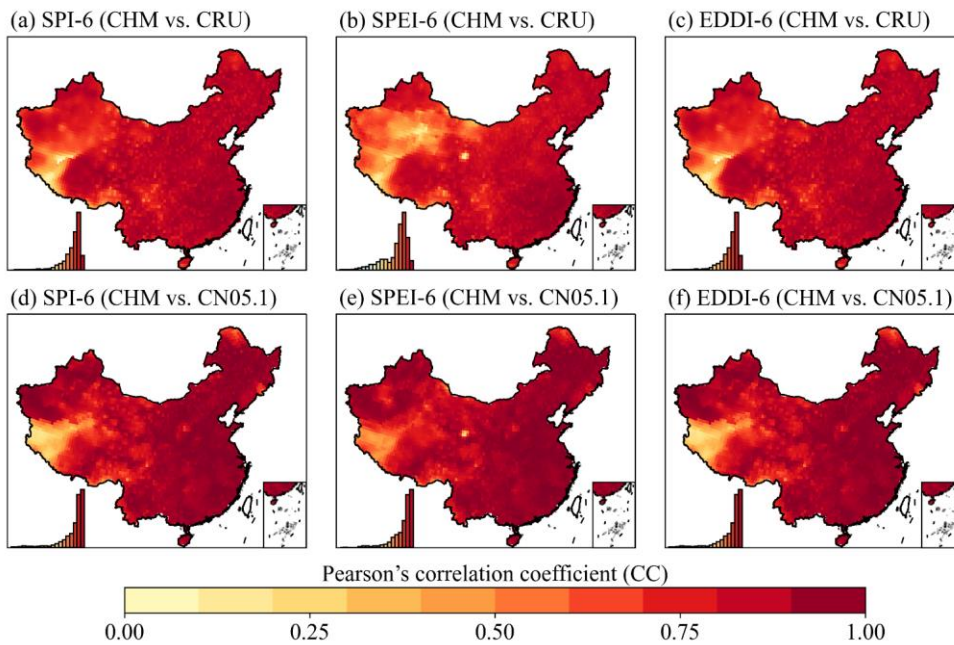 (a) SPI-6 (CHM vs. CRU)
(b) SPEI-6 (CHM vs. CRU)
(c) EDDI-6 (CHM vs. CRU)
(d) SPI-6 (CHM vs. CN05.1)
(e) SPEI-6 (CHM vs. CN05.1)
(f) EDDI-6 (CHM vs. CN05.1)
Pearson's correlation coefficient (CC)
0.00 0.25 0.50 0.75 1.00